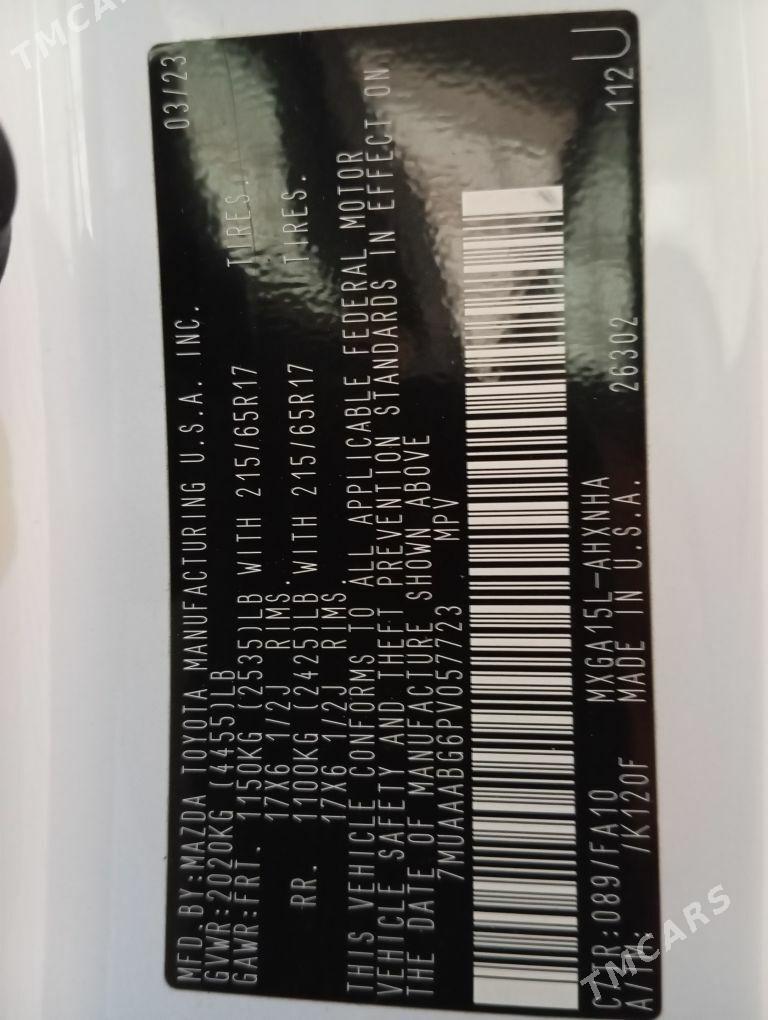 MFD.BY:MAZDA TOYOTA MANUFACTURING U.S.A. INC. 03/23
GVWR:2020KG (4455)LB
GAWR:FRT. 1150KG (2535)LB WITH 215/65R17 TIRES.
17X6 1/2J RIMS.
RR. 1100KG (2425)LB WITH 215/65R17 TIRES.
17X6 1/2J RIMS.
THIS VEHICLE CONFORMS TO ALL APPLICABLE FEDERAL MOTOR
VEHICLE SAFETY AND THEFT PREVENTION STANDARDS IN EFFECT ON
THE DATE OF MANUFACTURE SHOWN ABOVE
7MUAAABG6PV057723 MPV
C/TR:089/FA10 MXGA15L-AHXNHA 26302 112 U
A/TM: /K120F MADE IN U.S.A.
TMCARS
TMCARS